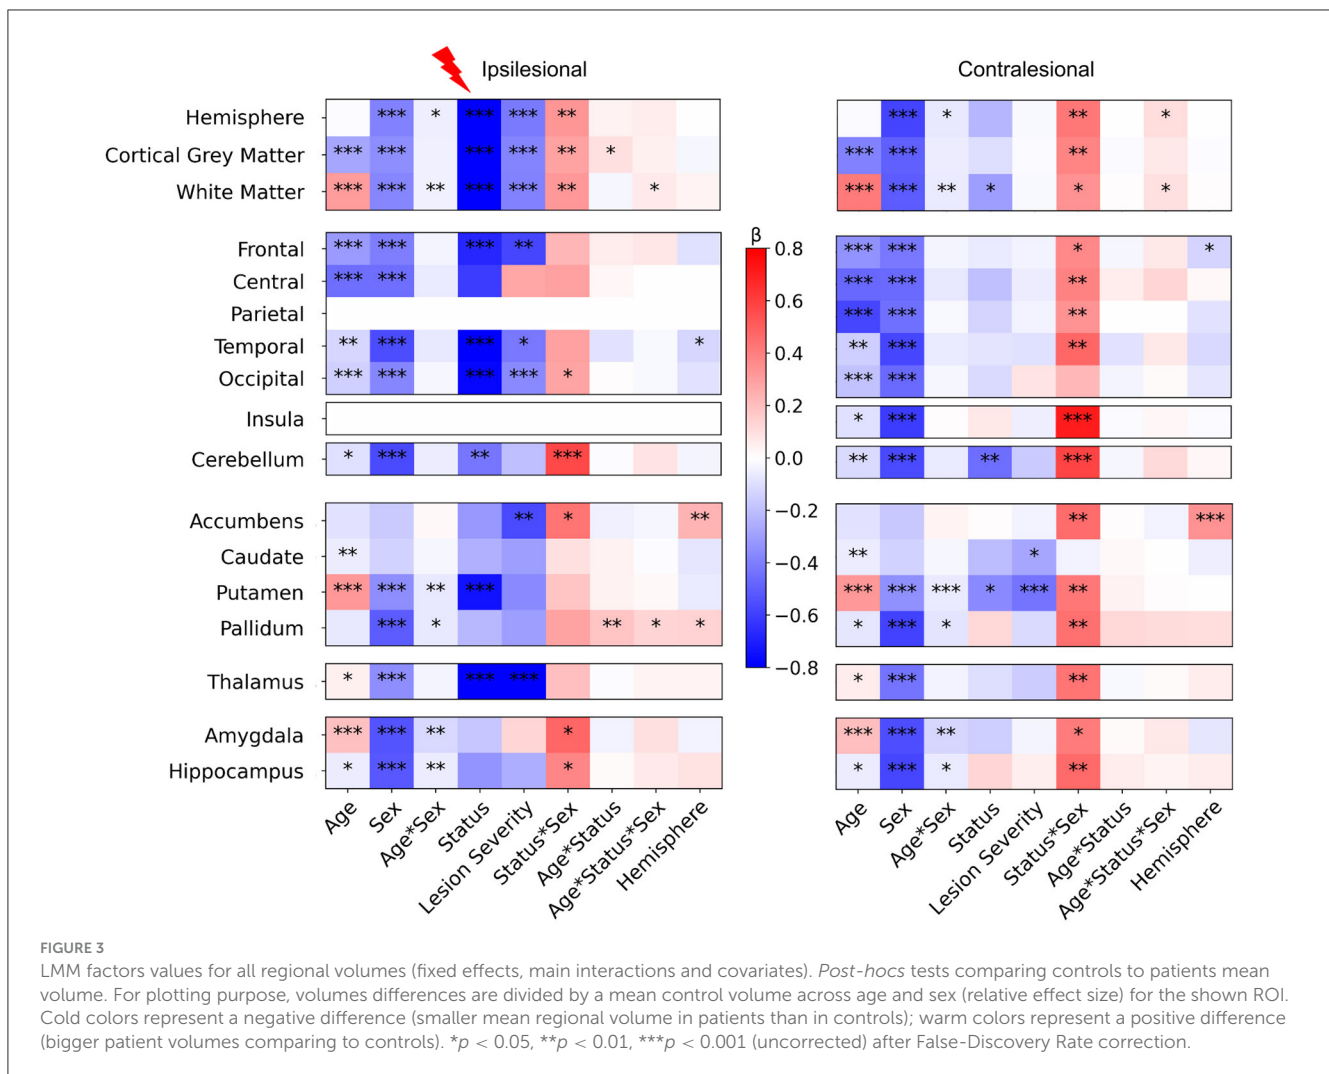 Ipsilesional Contralesional
Hemisphere *** * *** *** ** *** * ** *
Cortical Grey Matter *** *** *** *** ** * *** *** **
White Matter *** *** ** *** *** ** * *** *** ** * * *
β
Frontal *** *** *** ** 0.8 *** *** * *
Central *** *** 0.6 *** *** **
Parietal *** *** **
Temporal ** *** *** * * 0.4 ** *** **
Occipital *** *** *** *** * *** ***
Insula 0.2 * *** ***
Cerebellum * *** ** *** 0.0 ** *** ** ***
Accumbens ** * ** −0.2 ** ***
Caudate ** ** *
Putamen *** *** ** *** −0.4 *** *** *** * *** **
Pallidum *** * ** * * −0.6 * *** * **
Thalamus * *** *** *** −0.8 * *** **
Amygdala *** *** ** * *** *** ** *
Hippocampus * *** ** * * *** * **
Age Sex Age*Sex Status Lesion Severity Status*Sex Age*Status Age*Status*Sex Hemisphere Age Sex Age*Sex Status Lesion Severity Status*Sex Age*Status Age*Status*Sex Hemisphere
FIGURE 3
LMM factors values for all regional volumes (fixed effects, main interactions and covariates). Post-hocs tests comparing controls to patients mean
volume. For plotting purpose, volumes differences are divided by a mean control volume across age and sex (relative effect size) for the shown ROI.
Cold colors represent a negative difference (smaller mean regional volume in patients than in controls); warm colors represent a positive difference
(bigger patient volumes comparing to controls). *p < 0.05, **p < 0.01, ***p < 0.001 (uncorrected) after False-Discovery Rate correction.